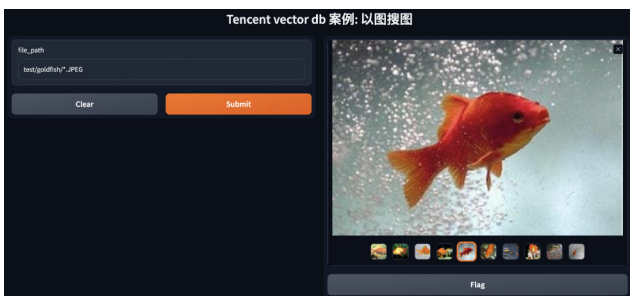 Tencent vector db 案例: 以图搜图
file_path
test/goldfish/*.JPEG
Clear
Submit
Flag